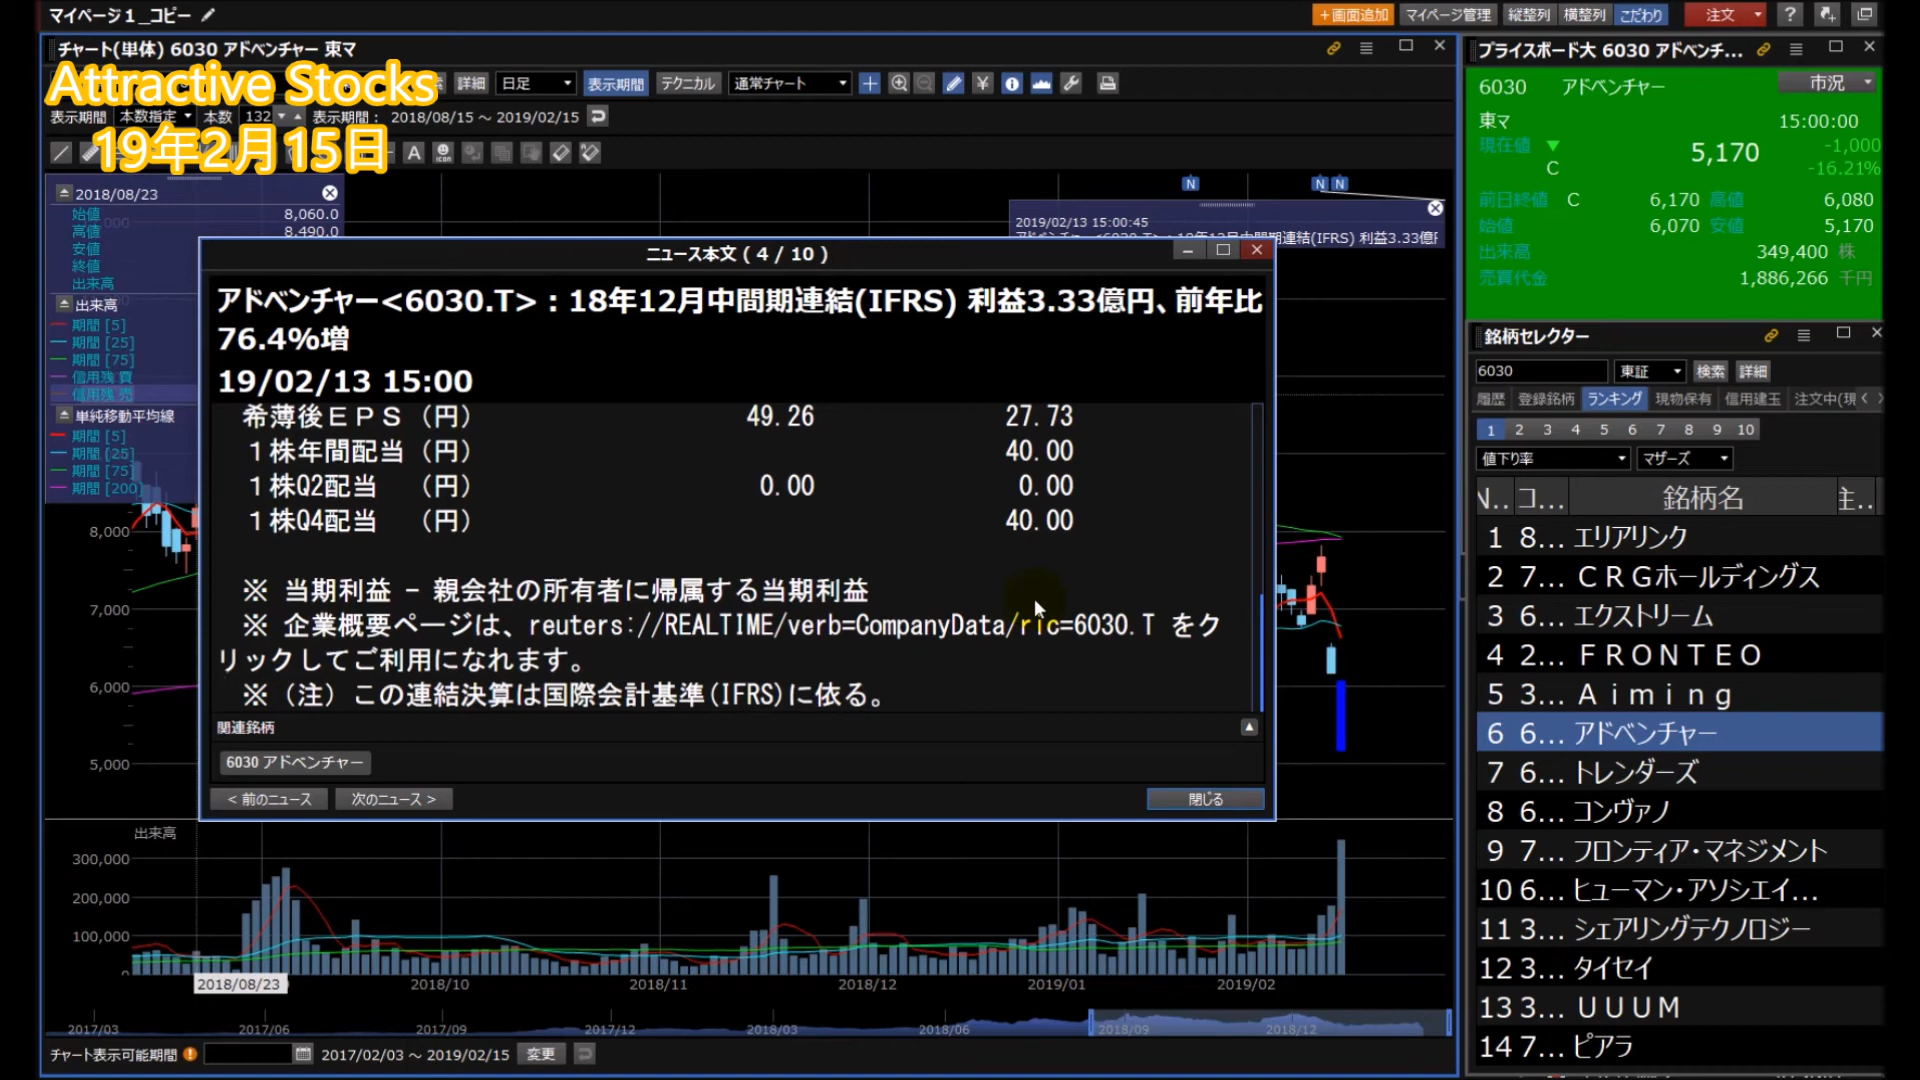 マイページ１_コピー
＋画面追加 マイページ管理 縦整列 横整列 こだわり 注文 ?
チャート(単体) 6030 アドベンチャー 東マ
Attractive Stocks
19年2月15日
詳細 日足 表示期間 テクニカル 通常チャート
表示期間 本数指定 本数 132 表示期間： 2018/08/15 ～ 2019/02/15
2018/08/23
始値 8,060.0
高値 8,490.0
安値
終値
出来高
出来高
期間 [5]
期間 [25]
期間 [75]
信用残 買
信用残 売
単純移動平均線
期間 [5]
期間 [25]
期間 [75]
期間 [200]
N N N
2019/02/13 15:00:45
ニュース本文 ( 4 / 10 )
アドベンチャー<6030.T>：18年12月中間期連結(IFRS) 利益3.33億円、前年比
76.4%増
19/02/13 15:00
希薄後ＥＰＳ（円） 49.26 27.73
１株年間配当（円） 40.00
１株Q2配当 （円） 0.00 0.00
１株Q4配当 （円） 40.00
※ 当期利益 － 親会社の所有者に帰属する当期利益
※ 企業概要ページは、reuters://REALTIME/verb=CompanyData/ric=6030.T をク
リックしてご利用になれます。
※（注）この連結決算は国際会計基準(IFRS)に依る。
関連銘柄
6030 アドベンチャー
< 前のニュース 次のニュース > 閉じる
8,000
7,000
6,000
5,000
出来高
300,000
200,000
100,000
0
2018/08/23 2018/10 2018/11 2018/12 2019/01 2019/02
2017/03 2017/06 2017/09 2017/12 2018/03 2018/06 2018/09 2018/12
チャート表示可能期間 2017/02/03 ～ 2019/02/15 変更
プライスボード大 6030 アドベンチ...
6030 アドベンチャー 市況
東マ 15:00:00
現在値 ▼ 5,170 -1,000
C -16.21%
前日終値 C 6,170 高値 6,080
始値 6,070 安値 5,170
出来高 349,400 株
売買代金 1,886,266 千円
銘柄セレクター
6030 東証 検索 詳細
履歴 登録銘柄 ランキング 現物保有 信用建玉 注文中(現
1 2 3 4 5 6 7 8 9 10
値下り率 マザーズ
N.. コ... 銘柄名 主..
1 8... エリアリンク
2 7... ＣＲＧホールディングス
3 6... エクストリーム
4 2... ＦＲＯＮＴＥＯ
5 3... Ａｉｍｉｎｇ
6 6... アドベンチャー
7 6... トレンダーズ
8 6... コンヴァノ
9 7... フロンティア・マネジメント
10 6... ヒューマン・アソシエイ...
11 3... シェアリングテクノロジー
12 3... タイセイ
13 3... ＵＵＵＭ
14 7... ピアラ